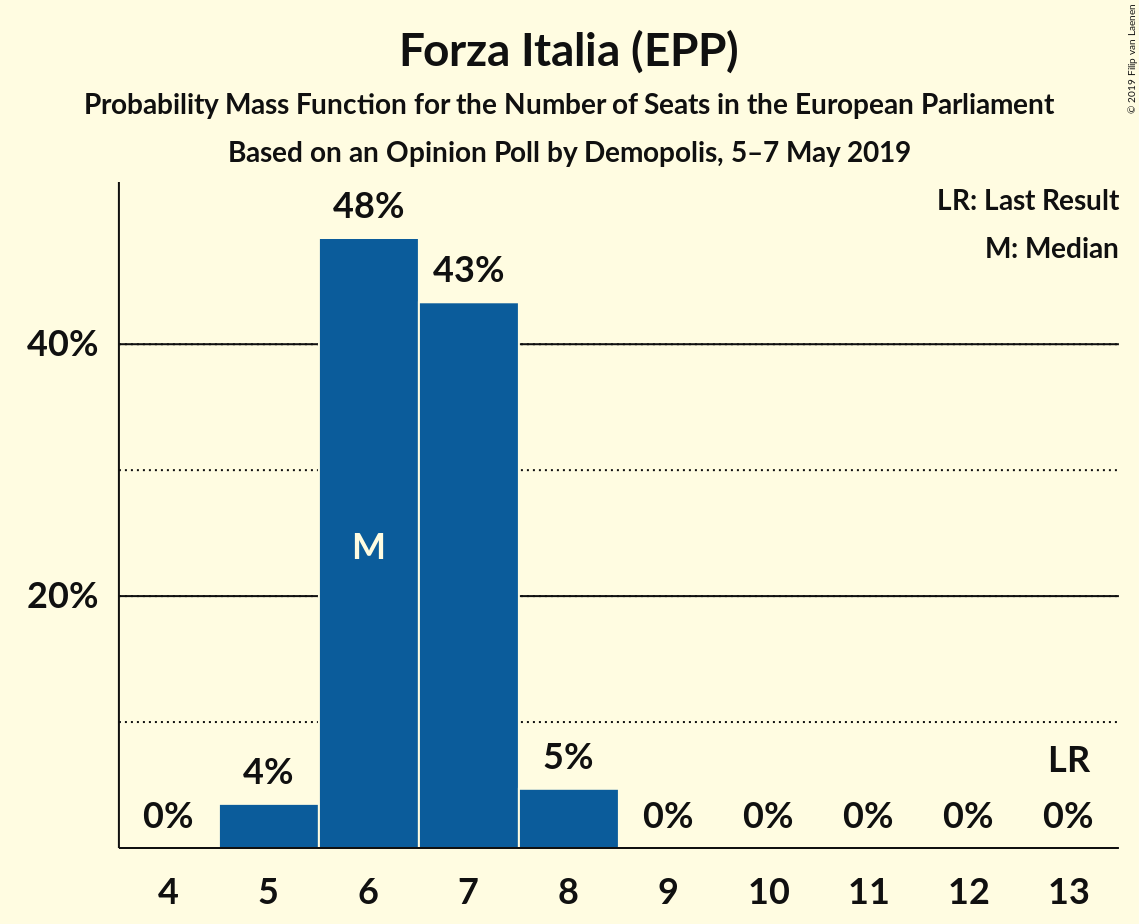 Forza Italia (EPP)
Probability Mass Function for the Number of Seats in the European Parliament
Based on an Opinion Poll by Demopolis, 5–7 May 2019
© 2019 Filip van Laenen
LR: Last Result
M: Median
48%
43%
40%
M
20%
4%
5%
LR
0%
0%
0%
0%
0%
0%
4 5 6 7 8 9 10 11 12 13